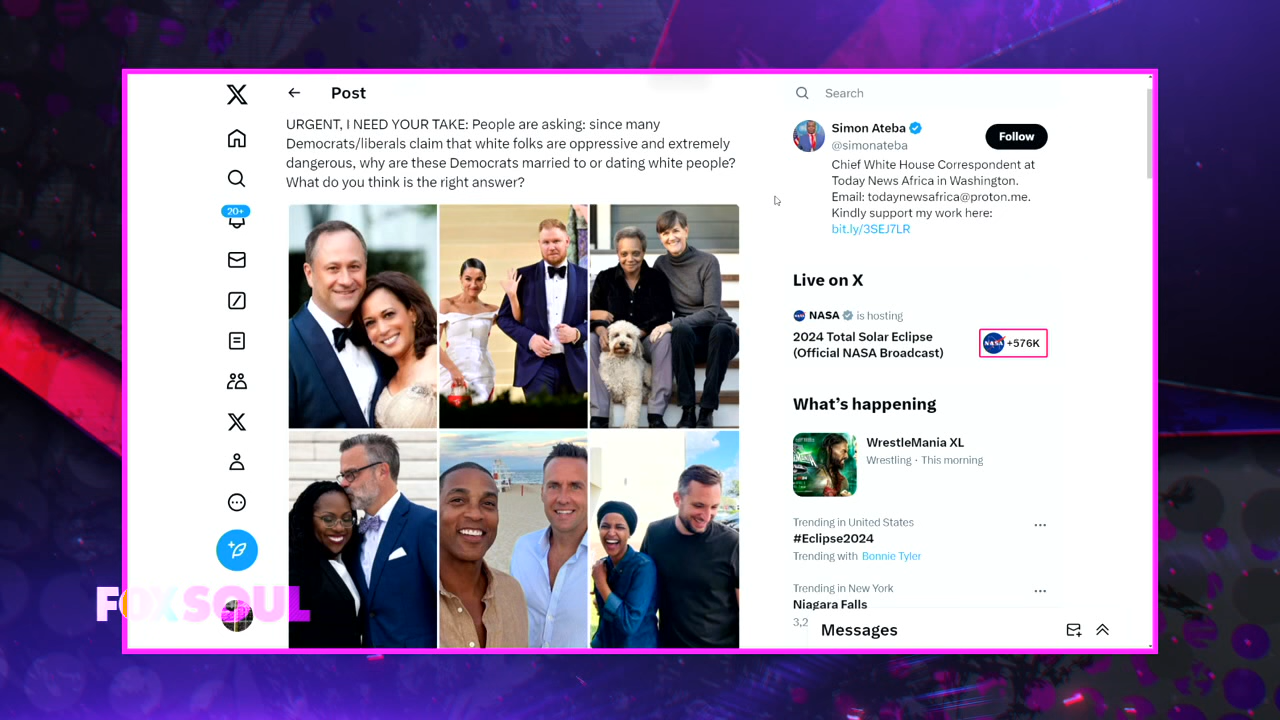 Post
URGENT, I NEED YOUR TAKE: People are asking: since many
Democrats/liberals claim that white folks are oppressive and extremely
dangerous, why are these Democrats married to or dating white people?
What do you think is the right answer?
20+
Search
Simon Ateba
@simonateba
Follow
Chief White House Correspondent at
Today News Africa in Washington.
Email: todaynewsafrica@proton.me.
Kindly support my work here:
bit.ly/3SEJ7LR
Live on X
NASA is hosting
2024 Total Solar Eclipse
(Official NASA Broadcast)
NASA +576K
What's happening
WrestleMania XL
Wrestling · This morning
Trending in United States
#Eclipse2024
Trending with Bonnie Tyler
Trending in New York
Niagara Falls
3,2
Messages
FOX SOUL